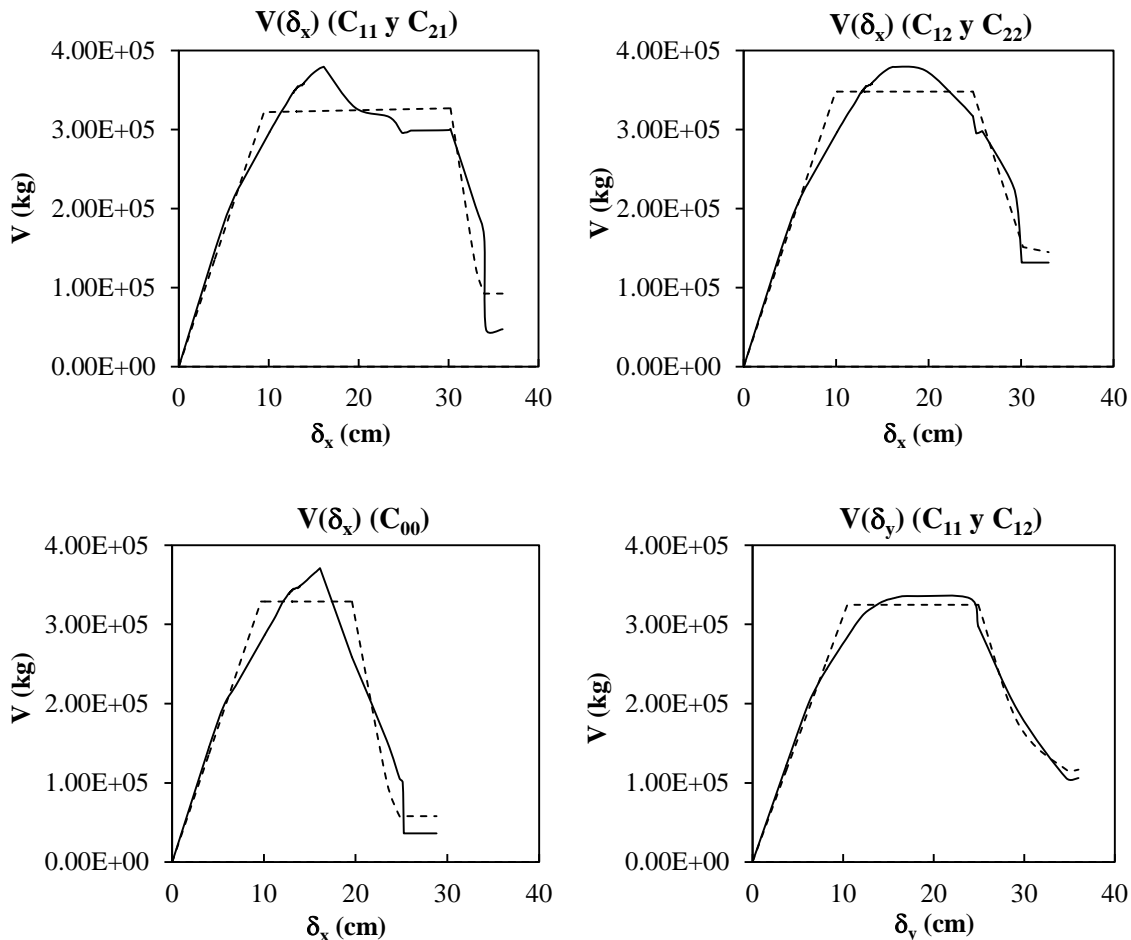 V(δx) (C11 y C21)
4.00E+05
3.00E+05
2.00E+05
1.00E+05
0.00E+00
V (kg)
0 10 20 30 40
δx (cm)
V(δx) (C12 y C22)
4.00E+05
3.00E+05
2.00E+05
1.00E+05
0.00E+00
V (kg)
0 10 20 30 40
δx (cm)
V(δx) (C00)
4.00E+05
3.00E+05
2.00E+05
1.00E+05
0.00E+00
V (kg)
0 10 20 30 40
δx (cm)
V(δy) (C11 y C12)
4.00E+05
3.00E+05
2.00E+05
1.00E+05
0.00E+00
V (kg)
0 10 20 30 40
δy (cm)